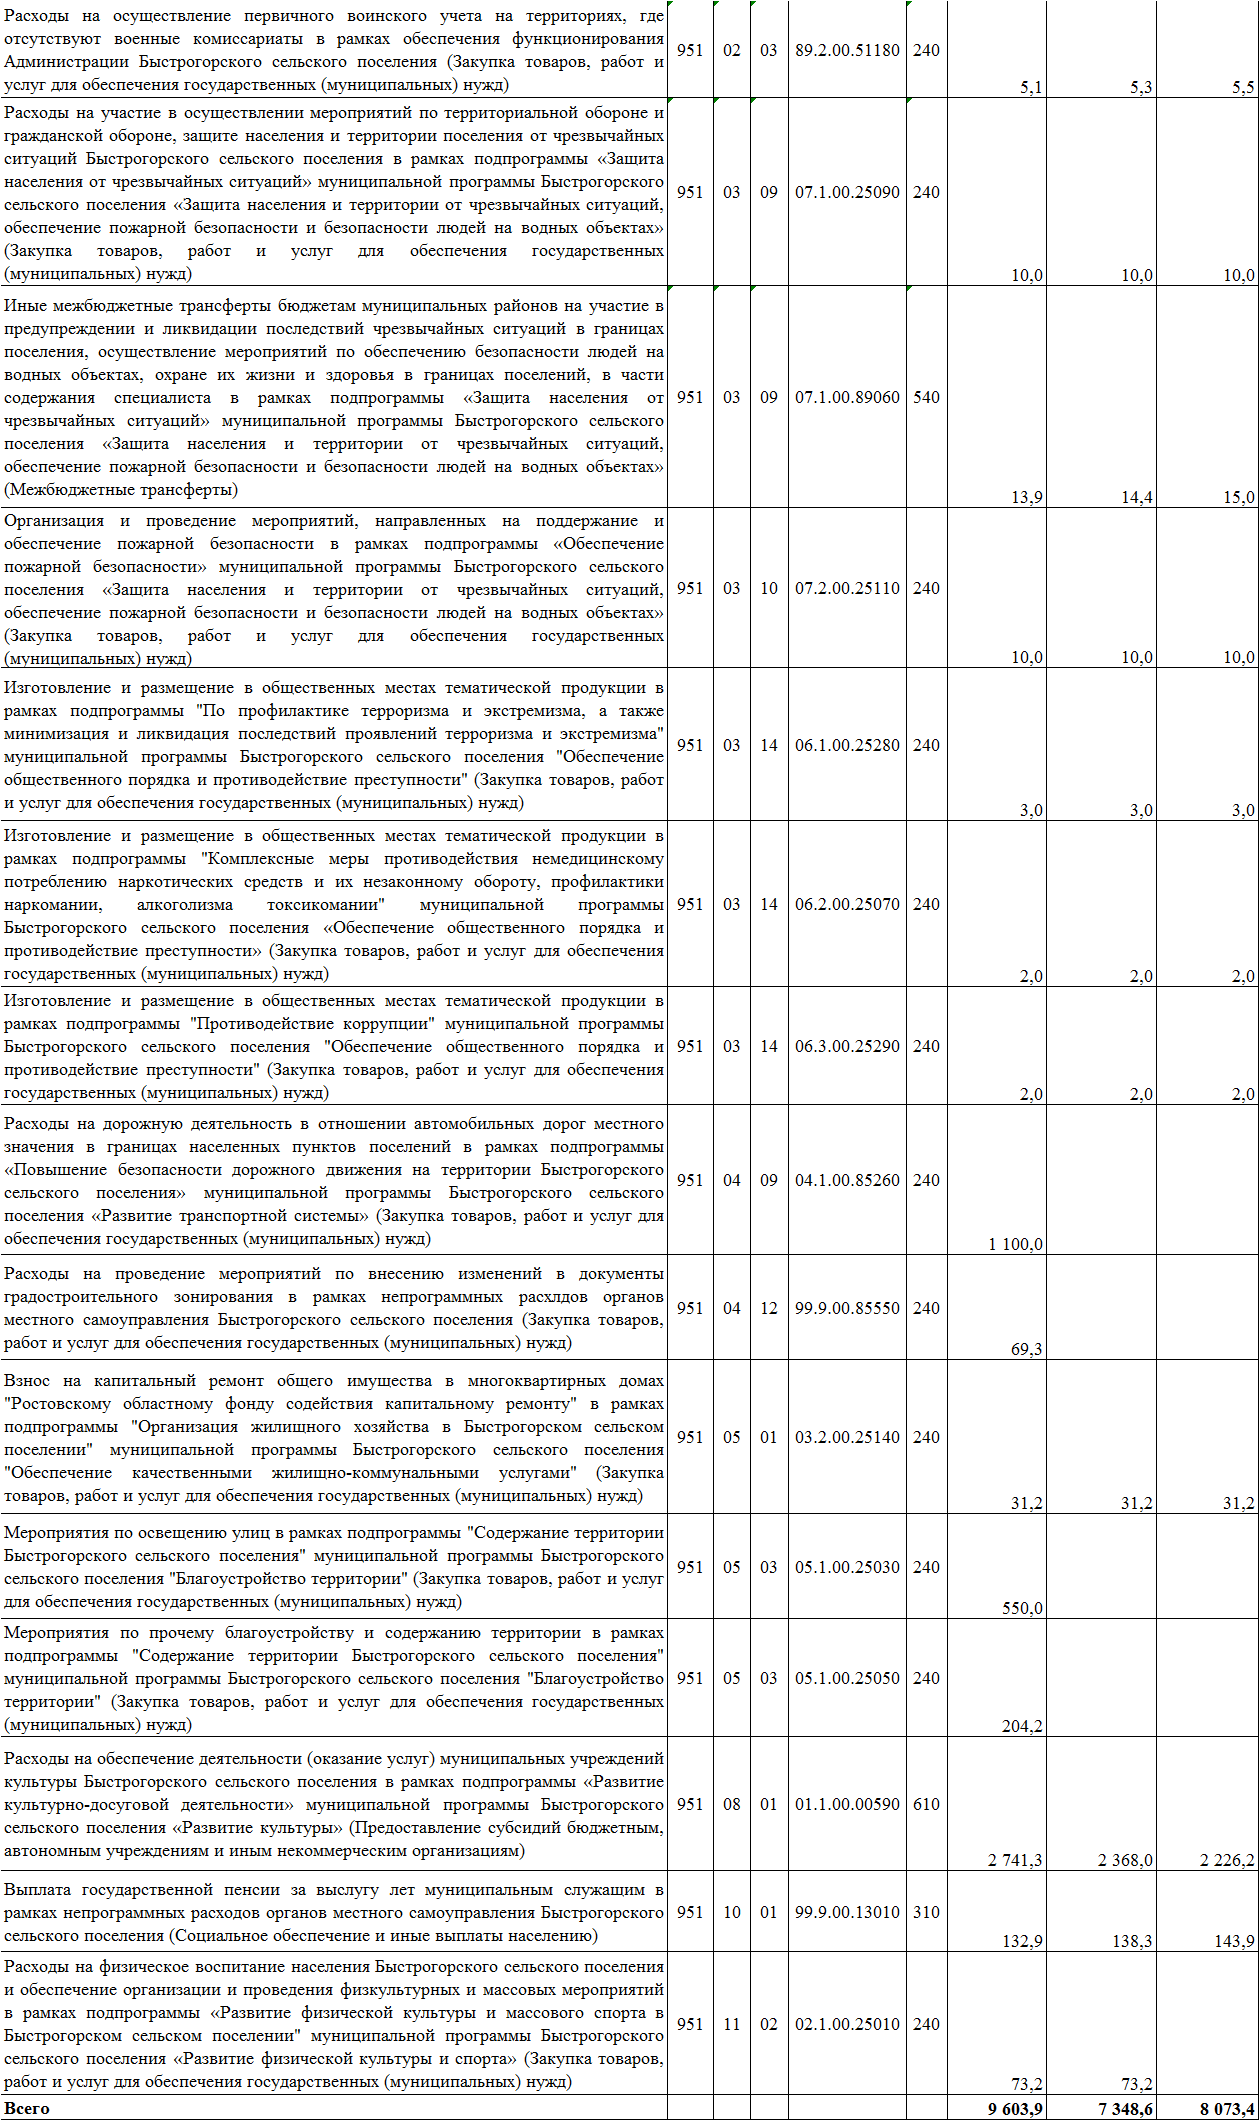 Расходы на осуществление первичного воинского учета на территориях, где
отсутствуют военные комиссариаты в рамках обеспечения функционирования
Администрации Быстрогорского сельского поселения (Закупка товаров, работ и
услуг для обеспечения государственных (муниципальных) нужд)
951 02 03 89.2.00.51180 240
5,1 5,3 5,5
Расходы на участие в осуществлении мероприятий по территориальной обороне и
гражданской обороне, защите населения и территории поселения от чрезвычайных
ситуаций Быстрогорского сельского поселения в рамках подпрограммы «Защита
населения от чрезвычайных ситуаций» муниципальной программы Быстрогорского
сельского поселения «Защита населения и территории от чрезвычайных ситуаций,
обеспечение пожарной безопасности и безопасности людей на водных объектах»
(Закупка товаров, работ и услуг для обеспечения государственных
(муниципальных) нужд)
951 03 09 07.1.00.25090 240
10,0 10,0 10,0
Иные межбюджетные трансферты бюджетам муниципальных районов на участие в
предупреждении и ликвидации последствий чрезвычайных ситуаций в границах
поселения, осуществление мероприятий по обеспечению безопасности людей на
водных объектах, охране их жизни и здоровья в границах поселений, в части
содержания специалиста в рамках подпрограммы «Защита населения от
чрезвычайных ситуаций» муниципальной программы Быстрогорского сельского
поселения «Защита населения и территории от чрезвычайных ситуаций,
обеспечение пожарной безопасности и безопасности людей на водных объектах»
(Межбюджетные трансферты)
951 03 09 07.1.00.89060 540
13,9 14,4 15,0
Организация и проведение мероприятий, направленных на поддержание и
обеспечение пожарной безопасности в рамках подпрограммы «Обеспечение
пожарной безопасности» муниципальной программы Быстрогорского сельского
поселения «Защита населения и территории от чрезвычайных ситуаций,
обеспечение пожарной безопасности и безопасности людей на водных объектах»
(Закупка товаров, работ и услуг для обеспечения государственных
(муниципальных) нужд)
951 03 10 07.2.00.25110 240
10,0 10,0 10,0
Изготовление и размещение в общественных местах тематической продукции в
рамках подпрограммы "По профилактике терроризма и экстремизма, а также
минимизация и ликвидация последствий проявлений терроризма и экстремизма"
муниципальной программы Быстрогорского сельского поселения "Обеспечение
общественного порядка и противодействие преступности" (Закупка товаров, работ
и услуг для обеспечения государственных (муниципальных) нужд)
951 03 14 06.1.00.25280 240
3,0 3,0 3,0
Изготовление и размещение в общественных местах тематической продукции в
рамках подпрограммы "Комплексные меры противодействия немедицинскому
потреблению наркотических средств и их незаконному обороту, профилактики
наркомании, алкоголизма токсикомании" муниципальной программы
Быстрогорского сельского поселения «Обеспечение общественного порядка и
противодействие преступности» (Закупка товаров, работ и услуг для обеспечения
государственных (муниципальных) нужд)
951 03 14 06.2.00.25070 240
2,0 2,0 2,0
Изготовление и размещение в общественных местах тематической продукции в
рамках подпрограммы "Противодействие коррупции" муниципальной программы
Быстрогорского сельского поселения "Обеспечение общественного порядка и
противодействие преступности" (Закупка товаров, работ и услуг для обеспечения
государственных (муниципальных) нужд)
951 03 14 06.3.00.25290 240
2,0 2,0 2,0
Расходы на дорожную деятельность в отношении автомобильных дорог местного
значения в границах населенных пунктов поселений в рамках подпрограммы
«Повышение безопасности дорожного движения на территории Быстрогорского
сельского поселения» муниципальной программы Быстрогорского сельского
поселения «Развитие транспортной системы» (Закупка товаров, работ и услуг для
обеспечения государственных (муниципальных) нужд)
951 04 09 04.1.00.85260 240
1 100,0
Расходы на проведение мероприятий по внесению изменений в документы
градостроительного зонирования в рамках непрограммных расхлдов органов
местного самоуправления Быстрогорского сельского поселения (Закупка товаров,
работ и услуг для обеспечения государственных (муниципальных) нужд)
951 04 12 99.9.00.85550 240
69,3
Взнос на капитальный ремонт общего имущества в многоквартирных домах
"Ростовскому областному фонду содействия капитальному ремонту" в рамках
подпрограммы "Организация жилищного хозяйства в Быстрогорском сельском
поселении" муниципальной программы Быстрогорского сельского поселения
"Обеспечение качественными жилищно-коммунальными услугами" (Закупка
товаров, работ и услуг для обеспечения государственных (муниципальных) нужд)
951 05 01 03.2.00.25140 240
31,2 31,2 31,2
Мероприятия по освещению улиц в рамках подпрограммы "Содержание территории
Быстрогорского сельского поселения" муниципальной программы Быстрогорского
сельского поселения "Благоустройство территории" (Закупка товаров, работ и услуг
для обеспечения государственных (муниципальных) нужд)
951 05 03 05.1.00.25030 240
550,0
Мероприятия по прочему благоустройству и содержанию территории в рамках
подпрограммы "Содержание территории Быстрогорского сельского поселения"
муниципальной программы Быстрогорского сельского поселения "Благоустройство
территории" (Закупка товаров, работ и услуг для обеспечения государственных
(муниципальных) нужд)
951 05 03 05.1.00.25050 240
204,2
Расходы на обеспечение деятельности (оказание услуг) муниципальных учреждений
культуры Быстрогорского сельского поселения в рамках подпрограммы «Развитие
культурно-досуговой деятельности» муниципальной программы Быстрогорского
сельского поселения «Развитие культуры» (Предоставление субсидий бюджетным,
автономным учреждениям и иным некоммерческим организациям)
951 08 01 01.1.00.00590 610
2 741,3 2 368,0 2 226,2
Выплата государственной пенсии за выслугу лет муниципальным служащим в
рамках непрограммных расходов органов местного самоуправления Быстрогорского
сельского поселения (Социальное обеспечение и иные выплаты населению)
951 10 01 99.9.00.13010 310
132,9 138,3 143,9
Расходы на физическое воспитание населения Быстрогорского сельского поселения
и обеспечение организации и проведения физкультурных и массовых мероприятий
в рамках подпрограммы «Развитие физической культуры и массового спорта в
Быстрогорском сельском поселении" муниципальной программы Быстрогорского
сельского поселения «Развитие физической культуры и спорта» (Закупка товаров,
работ и услуг для обеспечения государственных (муниципальных) нужд)
951 11 02 02.1.00.25010 240
73,2 73,2
Всего 9 603,9 7 348,6 8 073,4